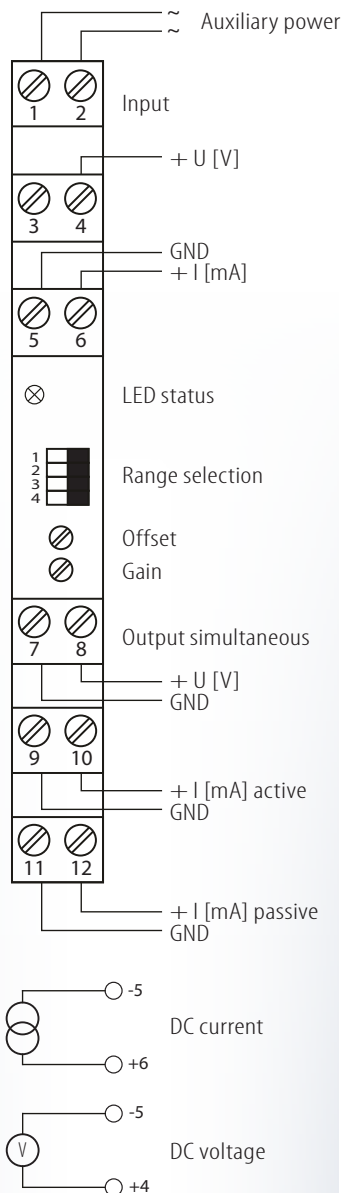 ~ Auxiliary power
~
1 2 Input
+ U [V]
3 4
GND
+ I [mA]
5 6
LED status
1
2
3
4
Range selection
Offset
Gain
7 8 Output simultaneous
+ U [V]
GND
9 10
+ I [mA] active
GND
11 12
+ I [mA] passive
GND
-5
DC current
+6
-5
V DC voltage
+4